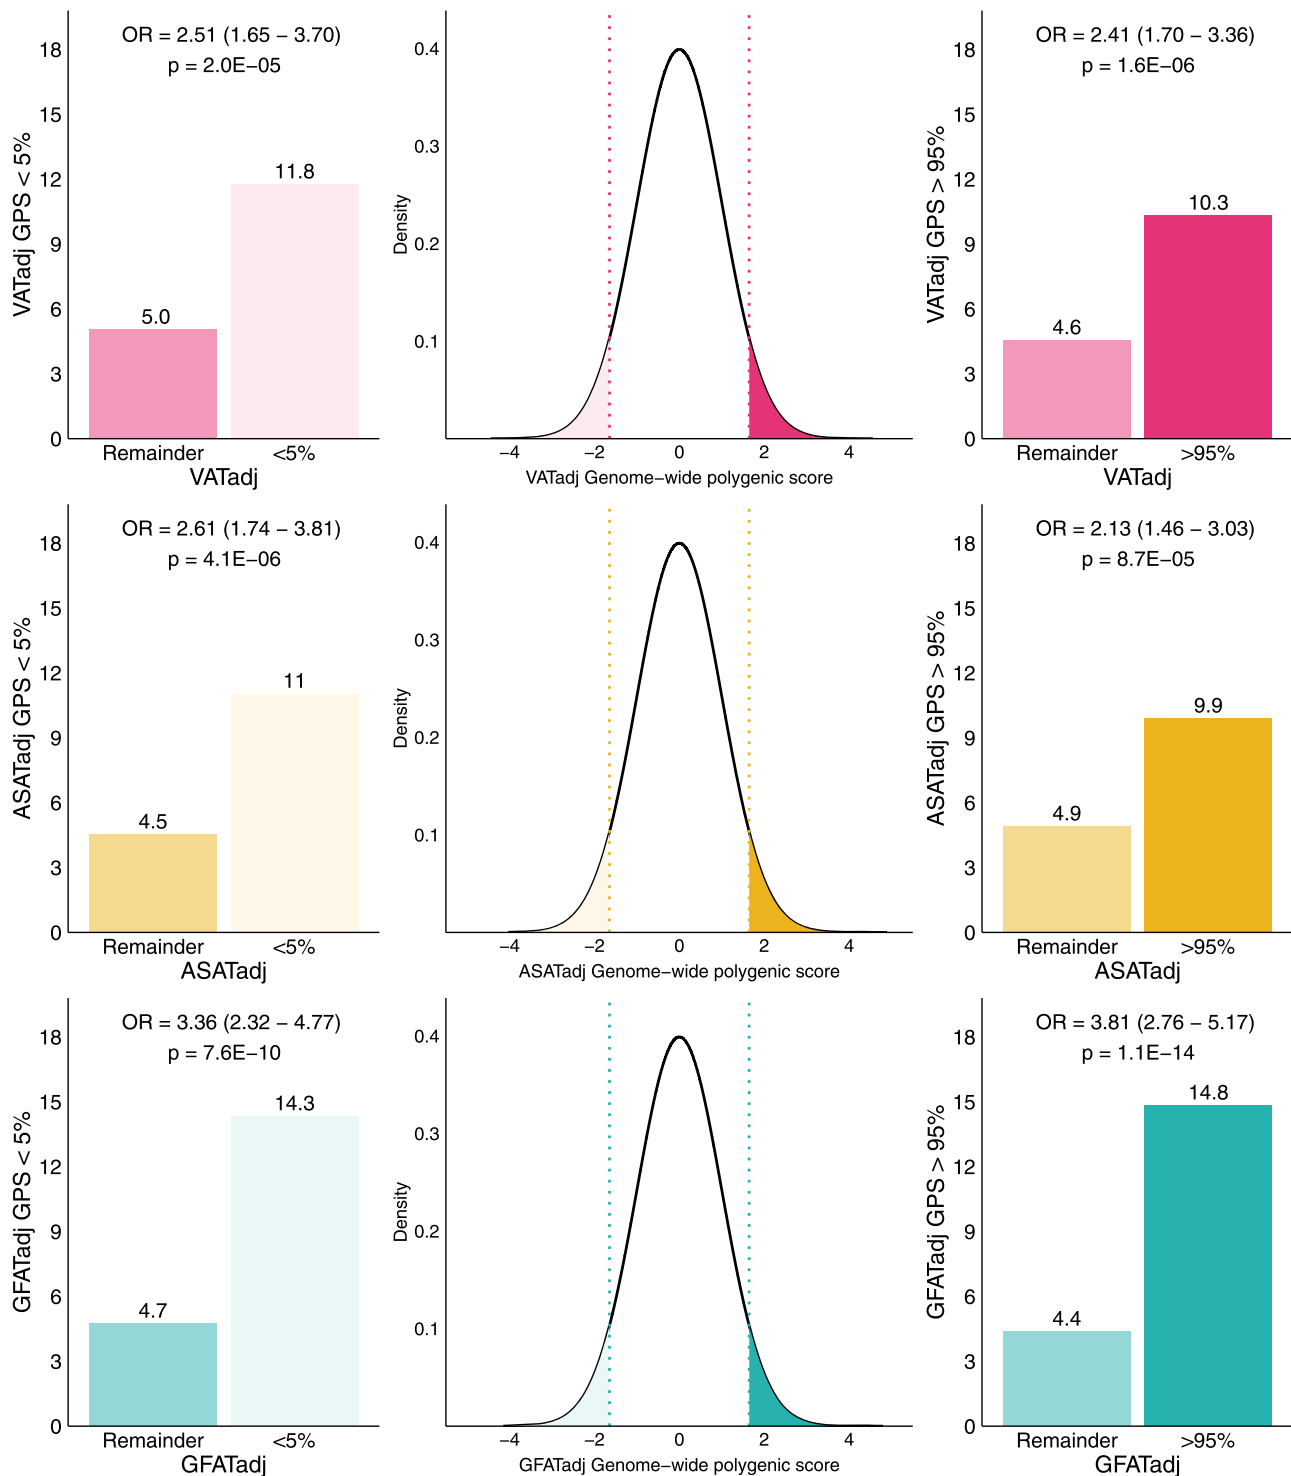 OR = 2.51 (1.65 − 3.70)
p = 2.0E−05
VATadj GPS < 5%
18
15
12
9
6
3
0
5.0
11.8
Remainder
<5%
VATadj
Density
0.4
0.3
0.2
0.1
−4
−2
0
2
4
VATadj Genome−wide polygenic score
OR = 2.41 (1.70 − 3.36)
p = 1.6E−06
VATadj GPS > 95%
18
15
12
9
6
3
0
4.6
10.3
Remainder
>95%
VATadj
OR = 2.61 (1.74 − 3.81)
p = 4.1E−06
ASATadj GPS < 5%
18
15
12
9
6
3
0
4.5
11
Remainder
<5%
ASATadj
Density
0.4
0.3
0.2
0.1
−4
−2
0
2
4
ASATadj Genome−wide polygenic score
OR = 2.13 (1.46 − 3.03)
p = 8.7E−05
ASATadj GPS > 95%
18
15
12
9
6
3
0
4.9
9.9
Remainder
>95%
ASATadj
OR = 3.36 (2.32 − 4.77)
p = 7.6E−10
GFATadj GPS < 5%
18
15
12
9
6
3
0
4.7
14.3
Remainder
<5%
GFATadj
Density
0.4
0.3
0.2
0.1
−4
−2
0
2
4
GFATadj Genome−wide polygenic score
OR = 3.81 (2.76 − 5.17)
p = 1.1E−14
GFATadj GPS > 95%
18
15
12
9
6
3
0
4.4
14.8
Remainder
>95%
GFATadj